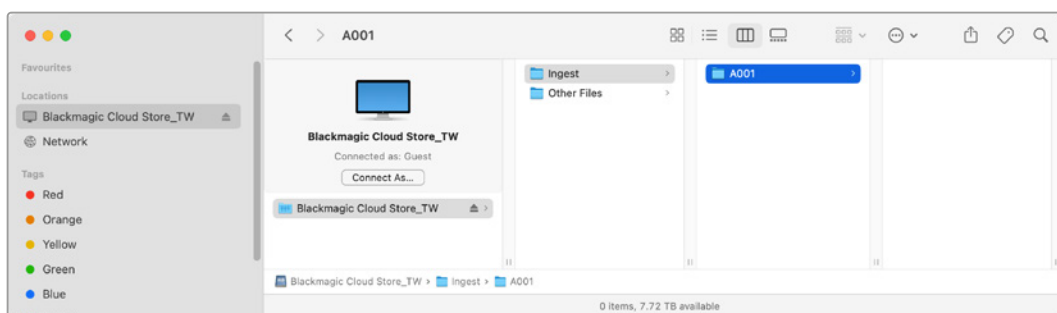 A001
Favourites
Locations
Blackmagic Cloud Store_TW
Network
Tags
Red
Orange
Yellow
Green
Blue
Blackmagic Cloud Store_TW
Connected as: Guest
Connect As...
Blackmagic Cloud Store_TW
Ingest
Other Files
A001
Blackmagic Cloud Store_TW › Ingest › A001
0 items, 7.72 TB available